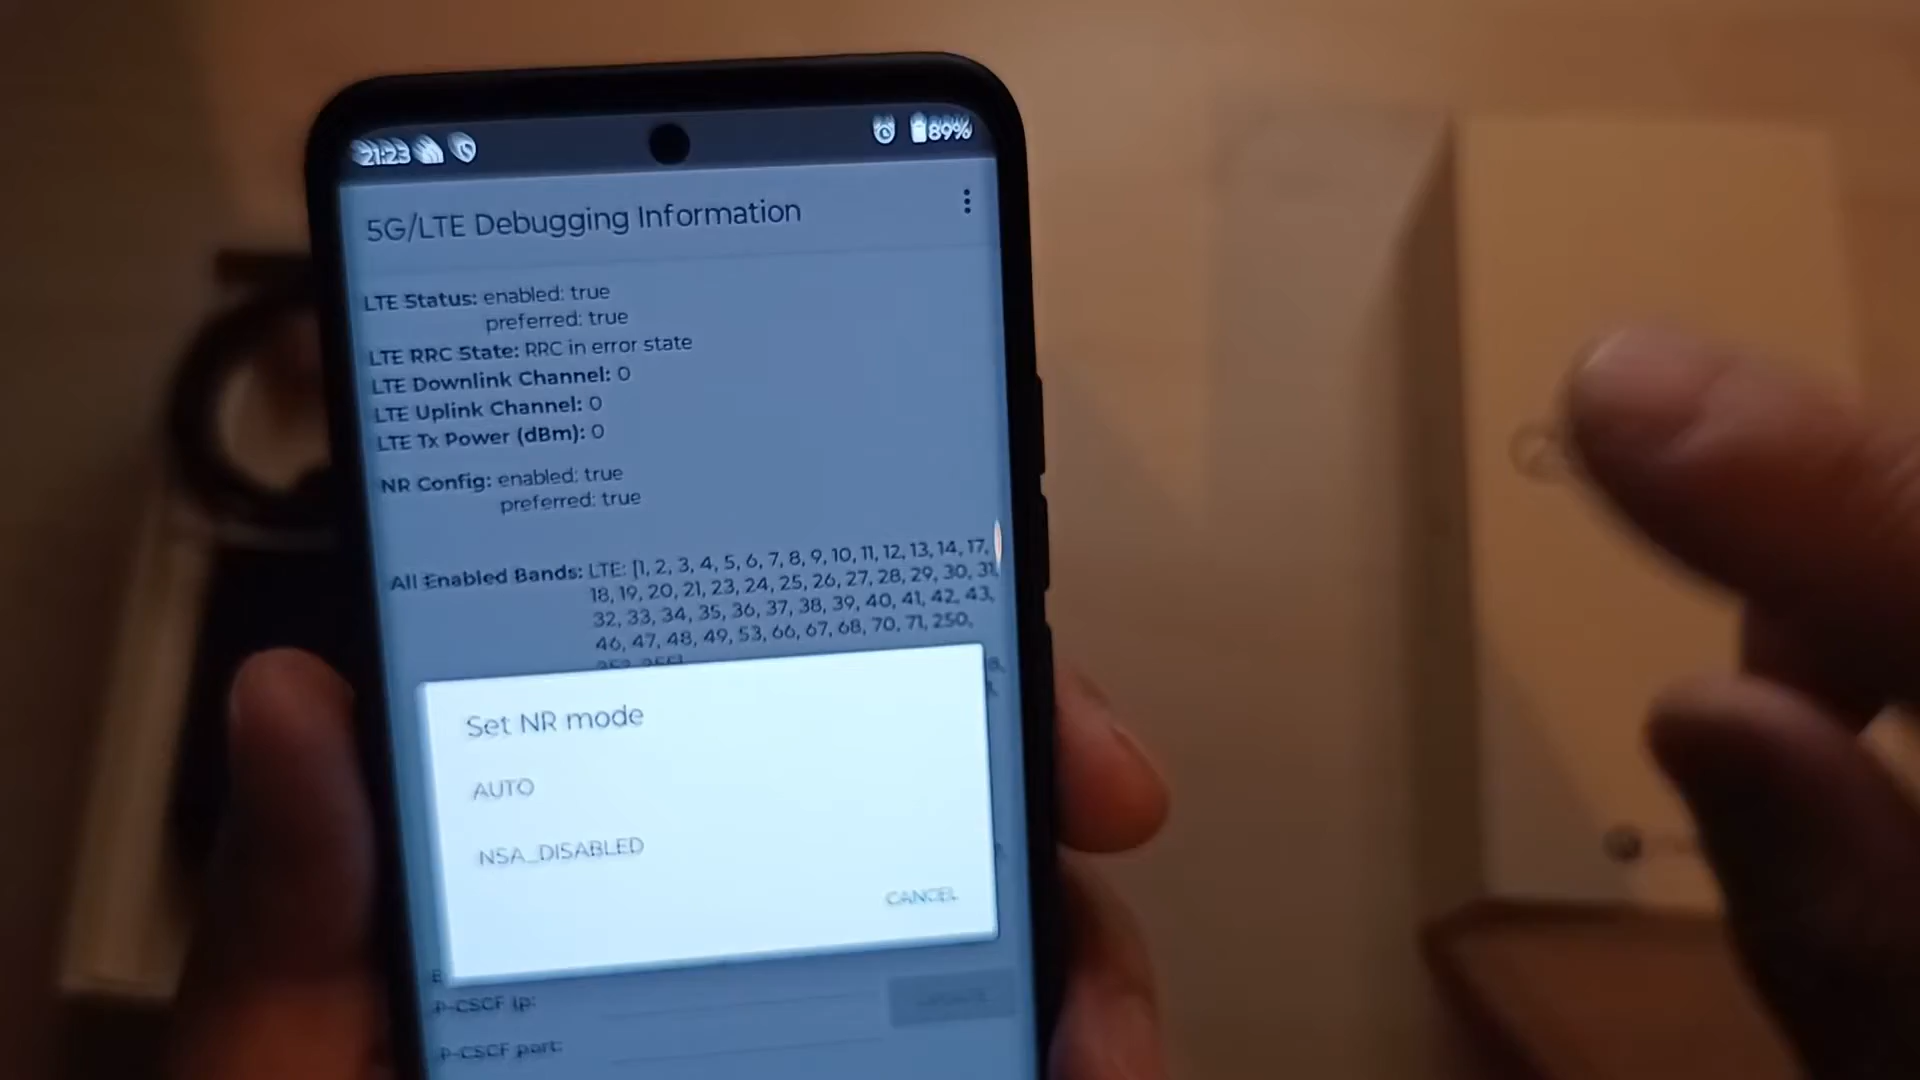 21:23
89%
5G/LTE Debugging Information
LTE Status: enabled: true
preferred: true
LTE RRC State: RRC in error state
LTE Downlink Channel: 0
LTE Uplink Channel: 0
LTE Tx Power (dBm): 0
NR Config: enabled: true
preferred: true
All Enabled Bands: LTE: [1, 2, 3, 4, 5, 6, 7, 8, 9, 10, 11, 12, 13, 14, 17,
18, 19, 20, 21, 23, 24, 25, 26, 27, 28, 29, 30, 31,
32, 33, 34, 35, 36, 37, 38, 39, 40, 41, 42, 43,
46, 47, 48, 49, 53, 66, 67, 68, 70, 71, 250,
Set NR mode
AUTO
NSA_DISABLED
CANCEL
P-CSCF ip:
UPDATE
P-CSCF port: